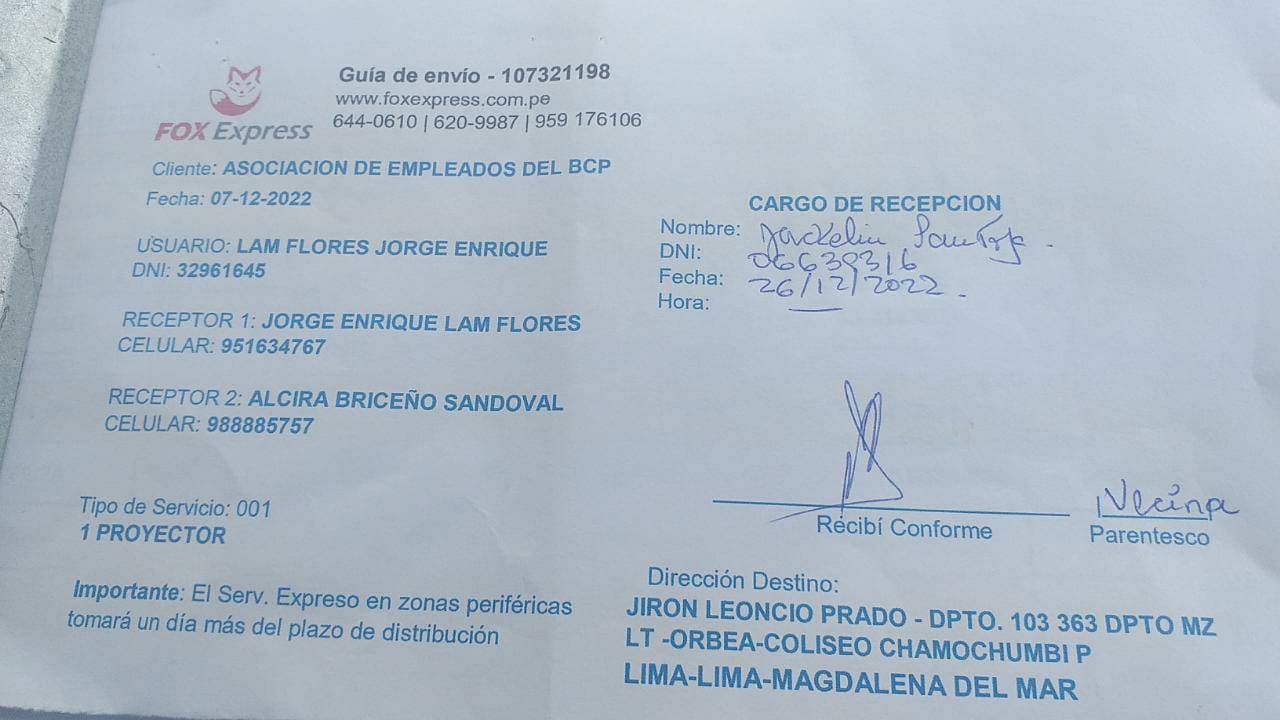 FOX Express
Guía de envío - 107321198
www.foxexpress.com.pe
644-0610 | 620-9987 | 959 176106
Cliente: ASOCIACION DE EMPLEADOS DEL BCP
Fecha: 07-12-2022
USUARIO: LAM FLORES JORGE ENRIQUE
DNI: 32961645
RECEPTOR 1: JORGE ENRIQUE LAM FLORES
CELULAR: 951634767
RECEPTOR 2: ALCIRA BRICEÑO SANDOVAL
CELULAR: 988885757
Tipo de Servicio: 001
1 PROYECTOR
Importante: El Serv. Expreso en zonas periféricas
tomará un día más del plazo de distribución
CARGO DE RECEPCION
Nombre: Jackelin
DNI: 06639316
Fecha: 26/12/2022.
Hora: —
Recibí Conforme
Vecina
Parentesco
Dirección Destino:
JIRON LEONCIO PRADO - DPTO. 103 363 DPTO MZ
LT -ORBEA-COLISEO CHAMOCHUMBI P
LIMA-LIMA-MAGDALENA DEL MAR